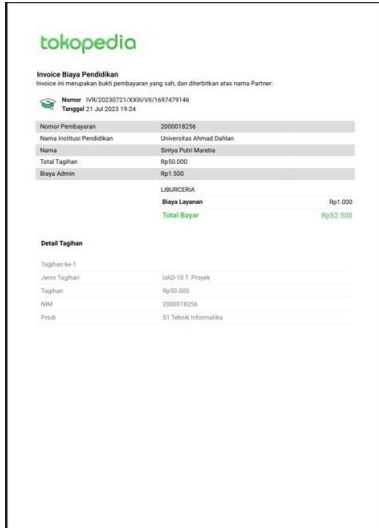 tokopedia
Invoice Biaya Pendidikan
Invoice ini merupakan bukti pembayaran yang sah, dan diterbitkan atas nama Partner:
Nomor IVR/20230721/XXIII/VII/1697479146
Tanggal 21 Jul 2023 19:24
Nomor Pembayaran 2000018256
Nama Institusi Pendidikan Universitas Ahmad Dahlan
Nama Sintya Putri Maretia
Total Tagihan Rp50.000
Biaya Admin Rp1.500
LIBURCERIA
Biaya Layanan Rp1.000
Total Bayar Rp52.500
Detail Tagihan
Tagihan ke-1
Jenis Tagihan UAD-10 T. Proyek
Tagihan Rp50.000
NIM 2000018256
Prodi S1 Teknik Informatika